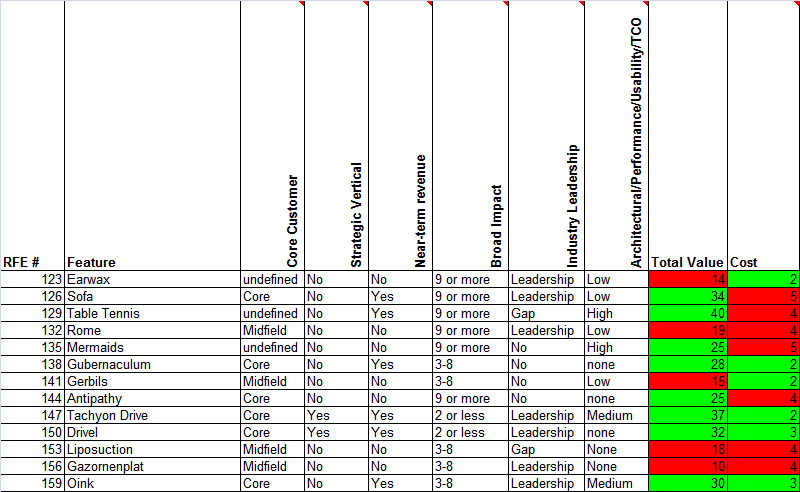 RFE # Feature Core Customer Strategic Vertical Near-term revenue Broad Impact Industry Leadership Architectural/Performance/Usability/TCO Total Value Cost
123 Earwax undefined No No 9 or more Leadership Low 14 2
126 Sofa Core No Yes 9 or more Leadership Low 34 5
129 Table Tennis undefined No Yes 9 or more Gap High 40 4
132 Rome Midfield No No 9 or more Leadership Low 19 4
135 Mermaids undefined No No 9 or more No High 25 5
138 Gubernaculum Core No Yes 3-8 No none 28 2
141 Gerbils Midfield No No 3-8 No Low 15 2
144 Antipathy Core No No 9 or more No none 25 4
147 Tachyon Drive Core Yes Yes 2 or less Leadership Medium 37 2
150 Drivel Core Yes Yes 2 or less Leadership none 32 3
153 Liposuction Midfield No No 3-8 Gap None 18 4
156 Gazornenplat Midfield No No 3-8 Leadership None 10 4
159 Oink Core No Yes 3-8 Leadership Medium 30 3